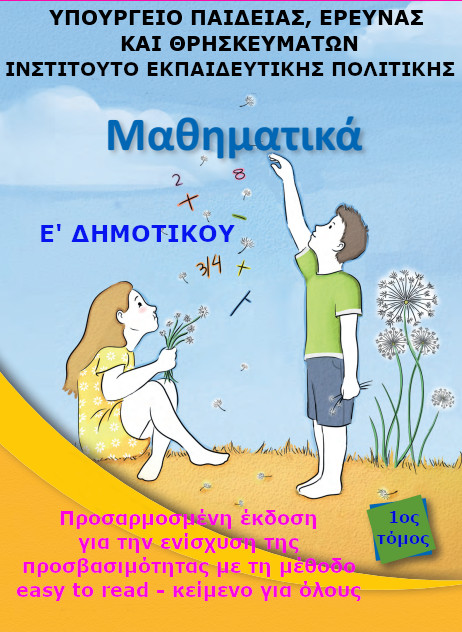 ΥΠΟΥΡΓΕΙΟ ΠΑΙΔΕΙΑΣ, ΕΡΕΥΝΑΣ
ΚΑΙ ΘΡΗΣΚΕΥΜΑΤΩΝ
ΙΝΣΤΙΤΟΥΤΟ ΕΚΠΑΙΔΕΥΤΙΚΗΣ ΠΟΛΙΤΙΚΗΣ
Μαθηματικά
2 8
+
-
Ε' ΔΗΜΟΤΙΚΟΥ
3/4 +
Προσαρμοσμένη έκδοση
για την ενίσχυση της
προσβασιμότητας με τη μέθοδο
easy to read - κείμενο για όλους
1ος
τόμος